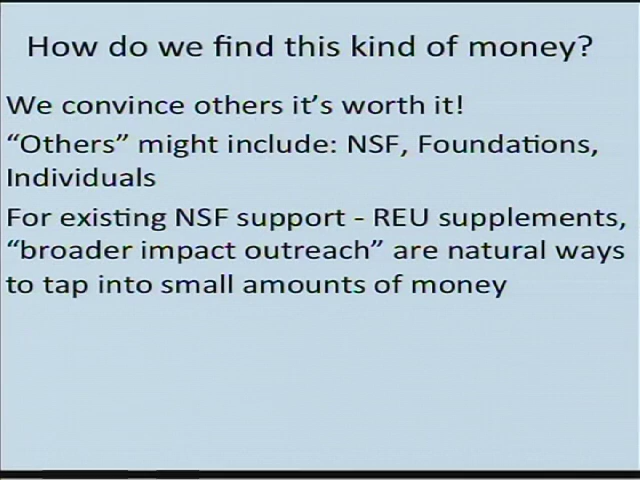 How do we find this kind of money?
We convince others it's worth it!
“Others” might include: NSF, Foundations,
Individuals
For existing NSF support - REU supplements,
“broader impact outreach” are natural ways
to tap into small amounts of money